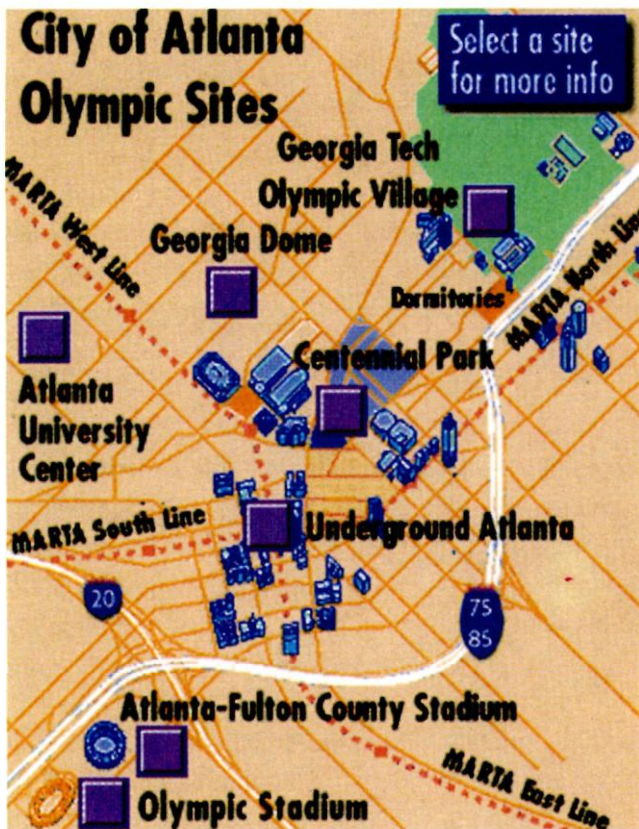 City of Atlanta
Olympic Sites
Select a site
for more info
Georgia Tech
Olympic Village
MARTA West Line
Georgia Dome
Dormitories
MARTA North Line
Centennial Park
Atlanta
University
Center
MARTA South Line
Underground Atlanta
20
75
85
Atlanta-Fulton County Stadium
MARTA East Line
Olympic Stadium